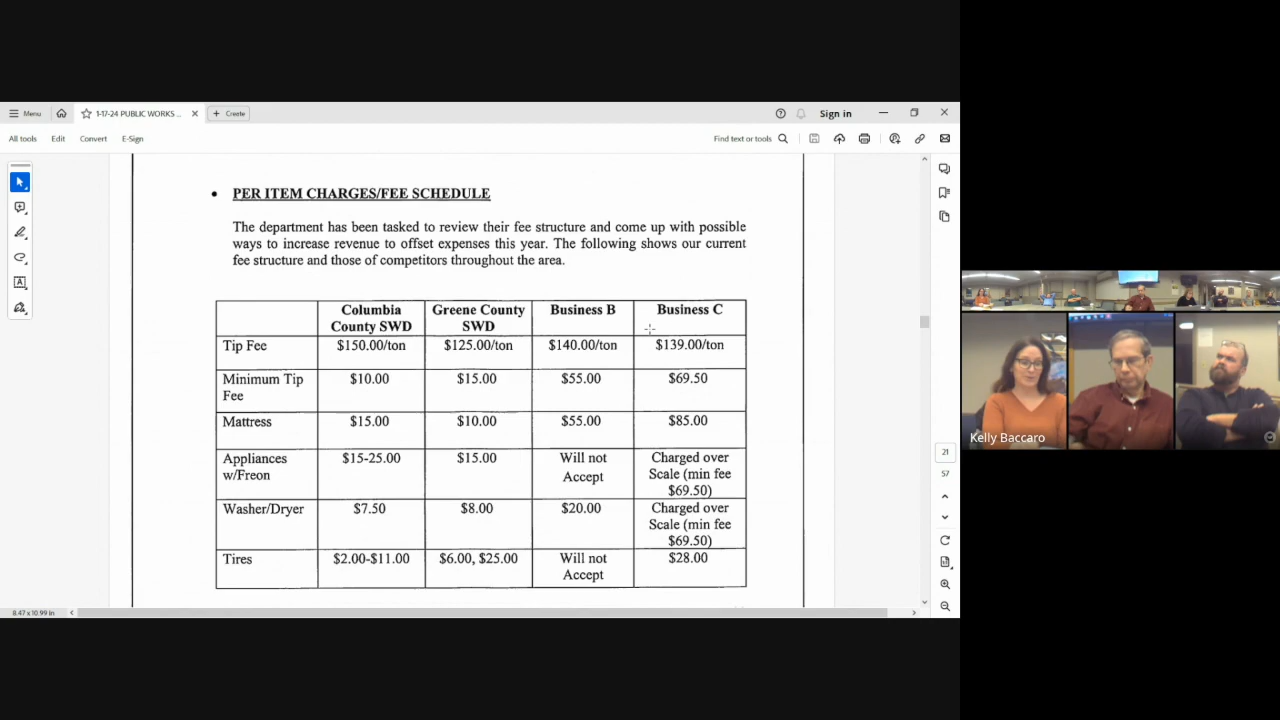 Menu
1-17-24 PUBLIC WORKS ...
Create
Sign in
All tools
Edit
Convert
E-Sign
Find text or tools
• PER ITEM CHARGES/FEE SCHEDULE
The department has been tasked to review their fee structure and come up with possible
ways to increase revenue to offset expenses this year. The following shows our current
fee structure and those of competitors throughout the area.
Columbia County SWD
Greene County SWD
Business B
Business C
Tip Fee
$150.00/ton
$125.00/ton
$140.00/ton
$139.00/ton
Minimum Tip Fee
$10.00
$15.00
$55.00
$69.50
Mattress
$15.00
$10.00
$55.00
$85.00
Appliances w/Freon
$15-25.00
$15.00
Will not Accept
Charged over Scale (min fee $69.50)
Washer/Dryer
$7.50
$8.00
$20.00
Charged over Scale (min fee $69.50)
Tires
$2.00-$11.00
$6.00, $25.00
Will not Accept
$28.00
21
57
8.47 x 10.99 in
Kelly Baccaro